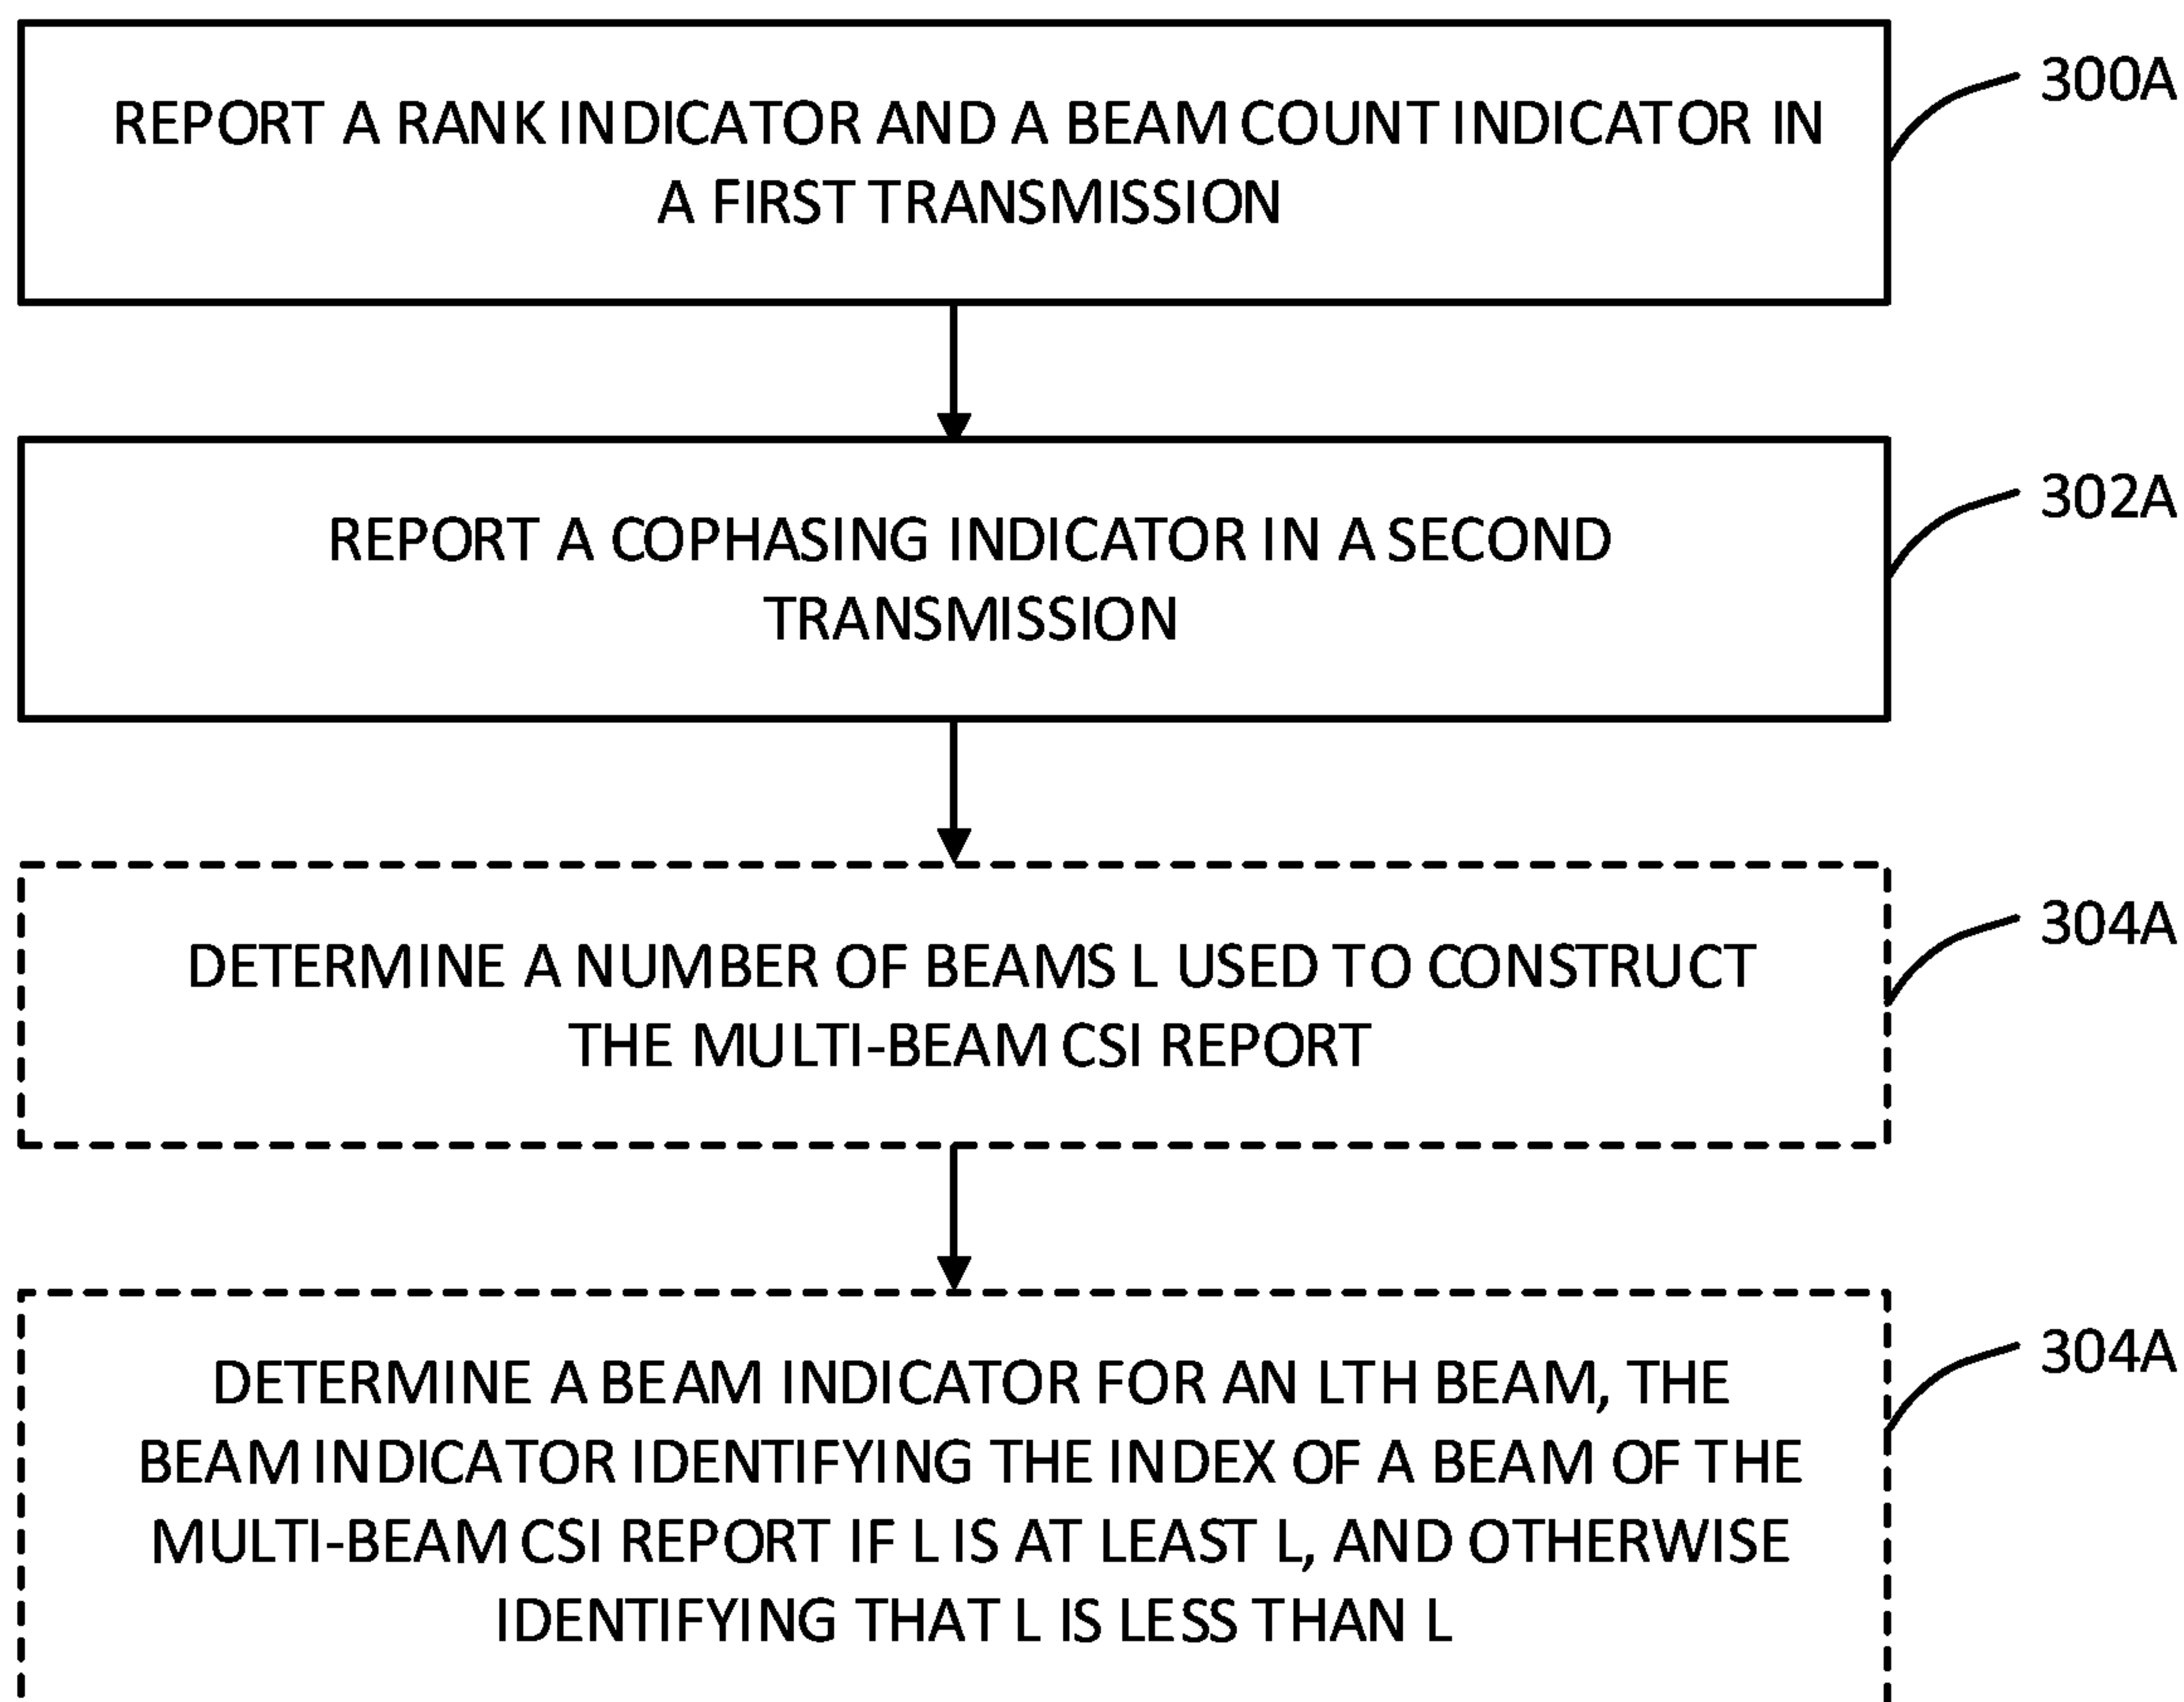 REPORT A RANK INDICATOR AND A BEAM COUNT INDICATOR IN
A FIRST TRANSMISSION
300A
REPORT A COPHASING INDICATOR IN A SECOND
TRANSMISSION
302A
DETERMINE A NUMBER OF BEAMS L USED TO CONSTRUCT
THE MULTI-BEAM CSI REPORT
304A
DETERMINE A BEAM INDICATOR FOR AN LTH BEAM, THE
BEAM INDICATOR IDENTIFYING THE INDEX OF A BEAM OF THE
MULTI-BEAM CSI REPORT IF L IS AT LEAST L, AND OTHERWISE
IDENTIFYING THAT L IS LESS THAN L
304A